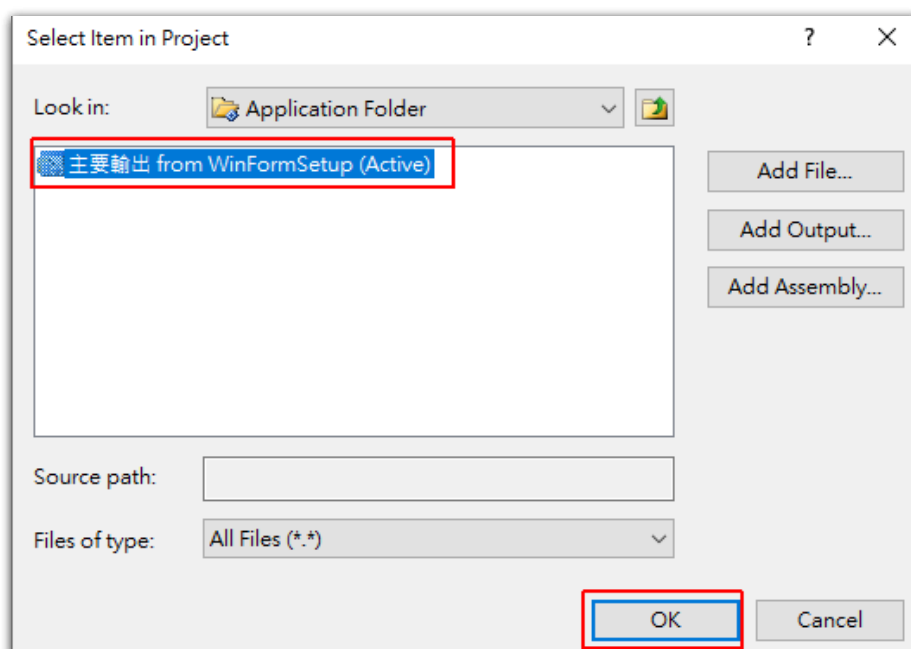 Select Item in Project
?
Look in:
Application Folder
主要輸出 from WinFormSetup (Active)
Add File...
Add Output...
Add Assembly...
Source path:
Files of type:
All Files (*.*)
OK
Cancel